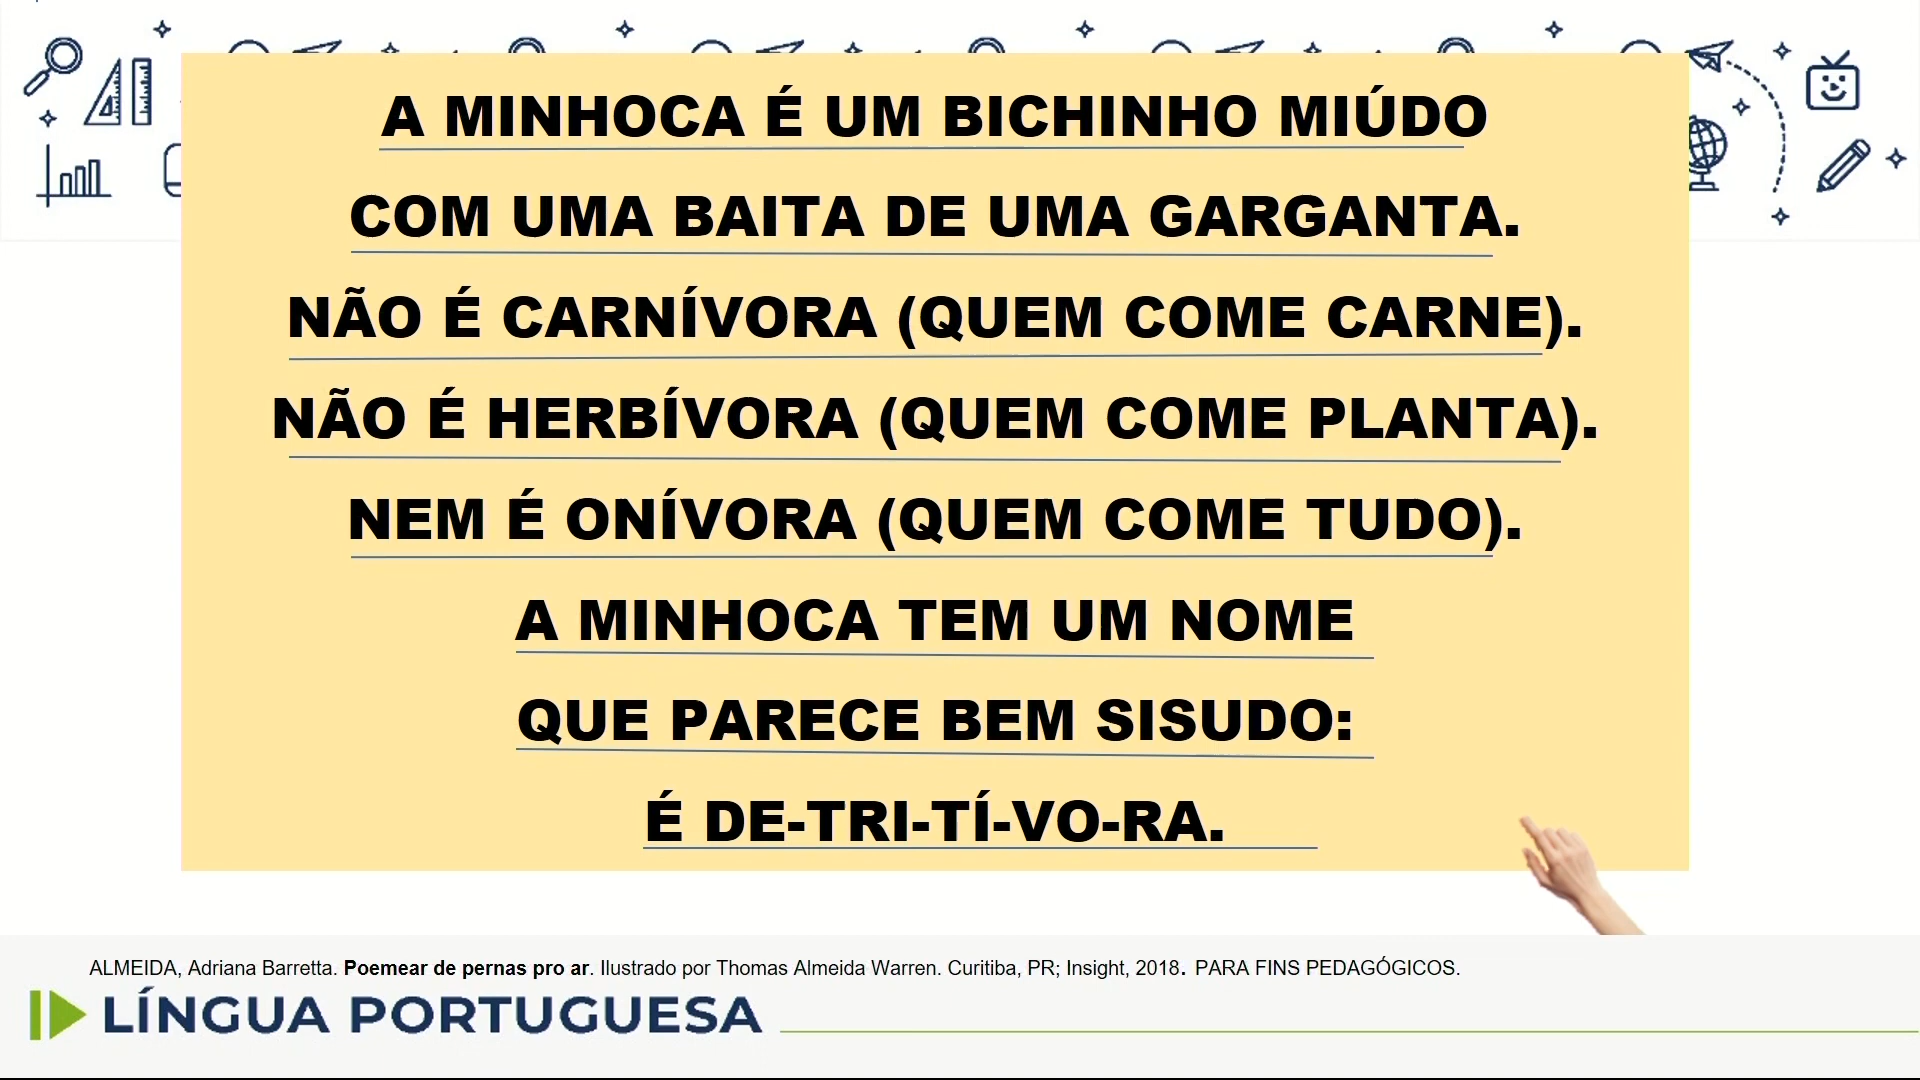 A MINHOCA É UM BICHINHO MIÚDO
COM UMA BAITA DE UMA GARGANTA.
NÃO É CARNÍVORA (QUEM COME CARNE).
NÃO É HERBÍVORA (QUEM COME PLANTA).
NEM É ONÍVORA (QUEM COME TUDO).
A MINHOCA TEM UM NOME
QUE PARECE BEM SISUDO:
É DE-TRI-TÍ-VO-RA.
ALMEIDA, Adriana Barretta. Poemear de pernas pro ar. Ilustrado por Thomas Almeida Warren. Curitiba, PR; Insight, 2018. PARA FINS PEDAGÓGICOS.
LÍNGUA PORTUGUESA